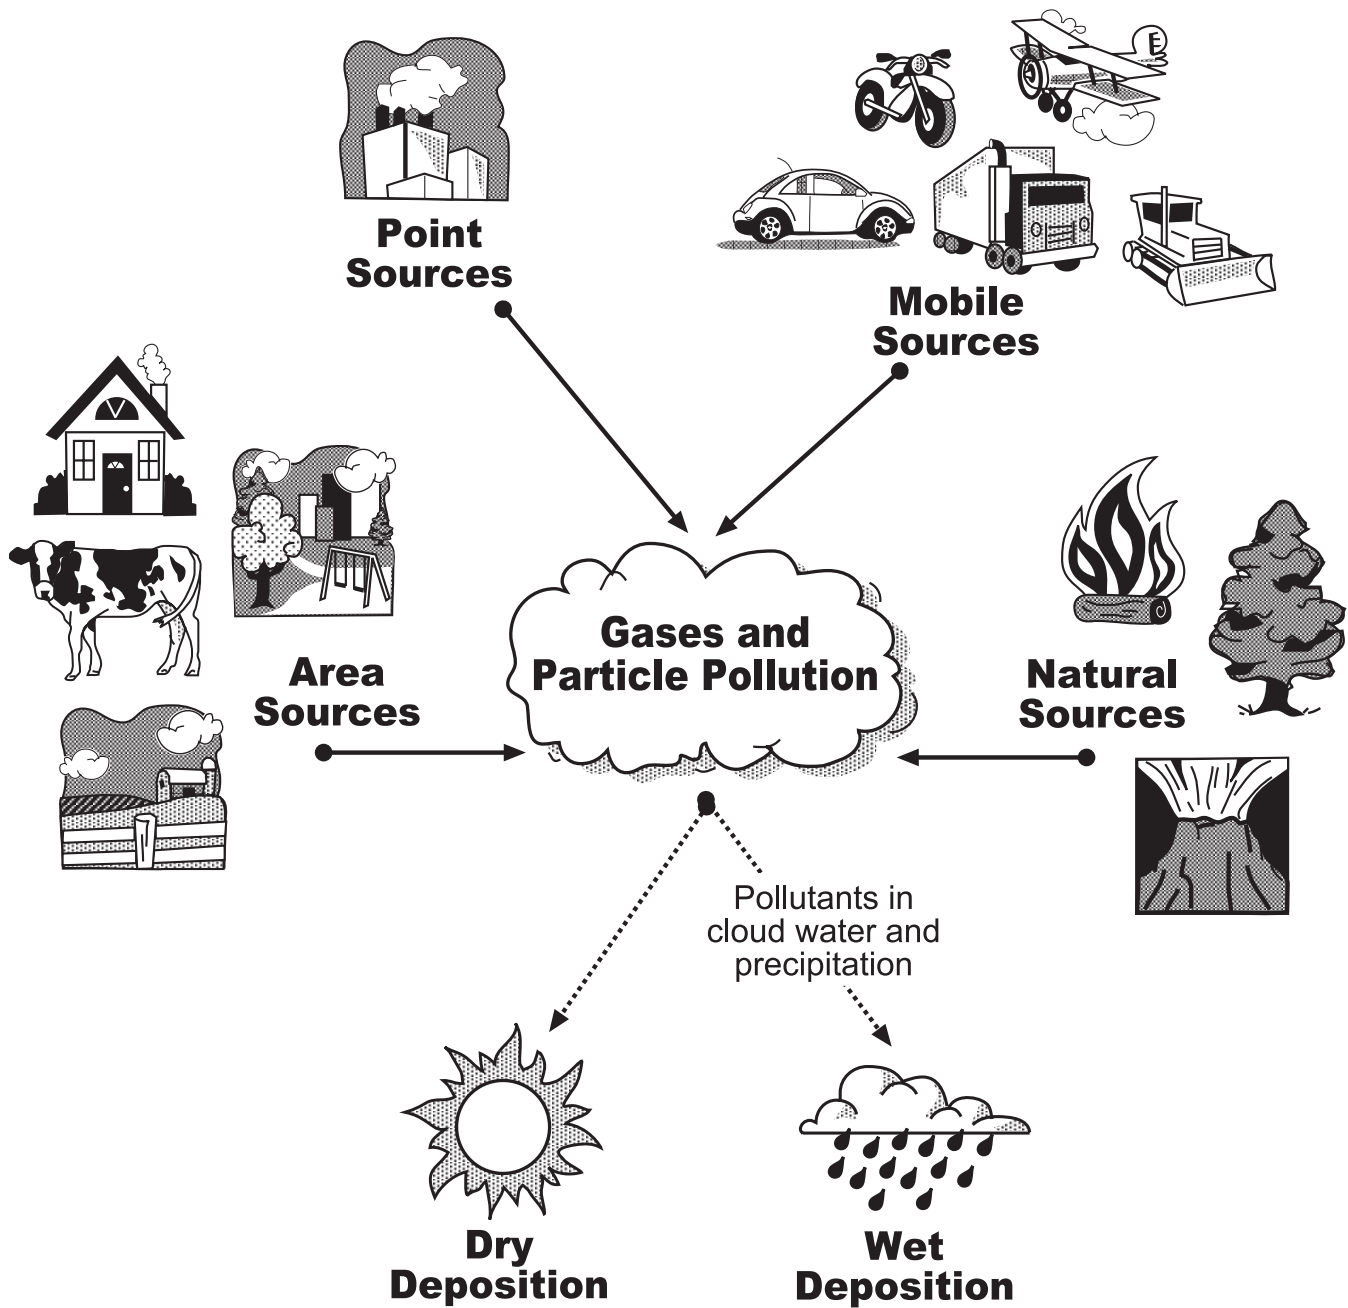 E
Point
Sources
Mobile
Sources
Area
Sources
Gases and
Particle Pollution
Natural
Sources
Pollutants in
cloud water and
precipitation
Dry
Deposition
Wet
Deposition